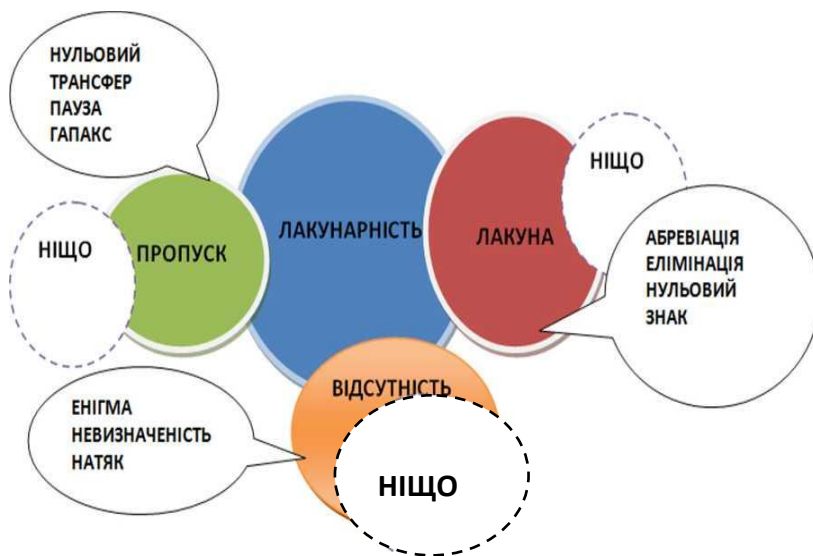 НУЛЬОВИЙ
ТРАНСФЕР
ПАУЗА
ГАПАКС
НІЩО
ПРОПУСК
ЛАКУНАРНІСТЬ
ЛАКУНА
НІЩО
АБРЕВІАЦІЯ
ЕЛІМІНАЦІЯ
НУЛЬОВИЙ
ЗНАК
ВІДСУТНІСТЬ
НІЩО
ЕНІГМА
НЕВИЗНАЧЕНІСТЬ
НАТЯК